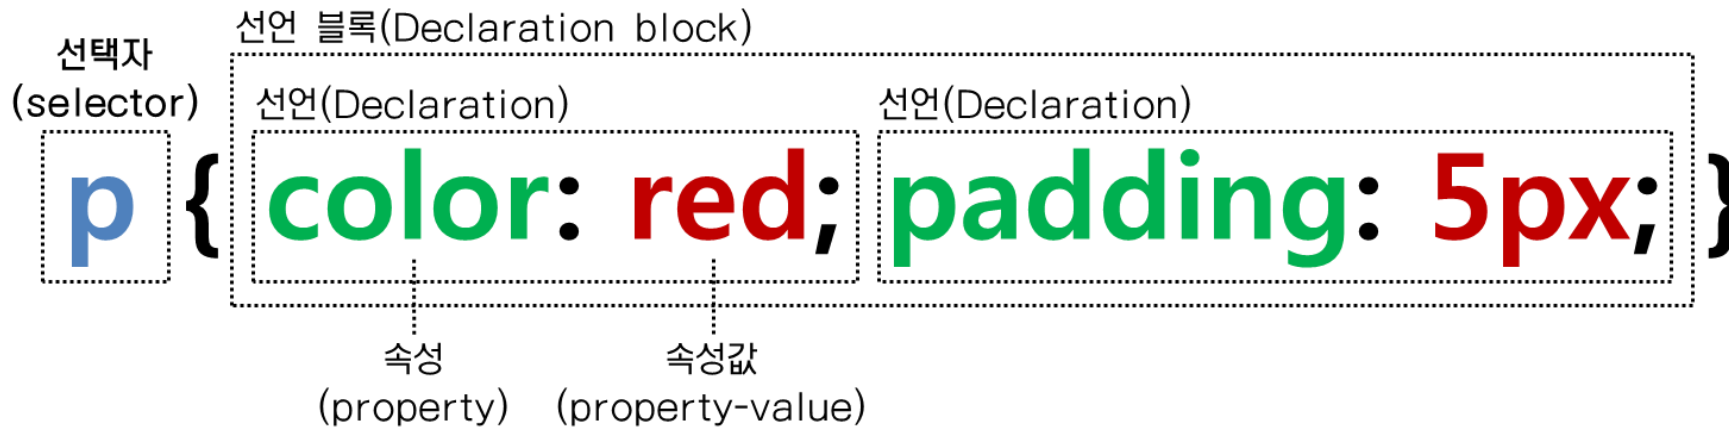 선언 블록(Declaration block)
선택자
(selector)
선언(Declaration) 선언(Declaration)
p { color: red; padding: 5px; }
속성 속성값
(property) (property-value)